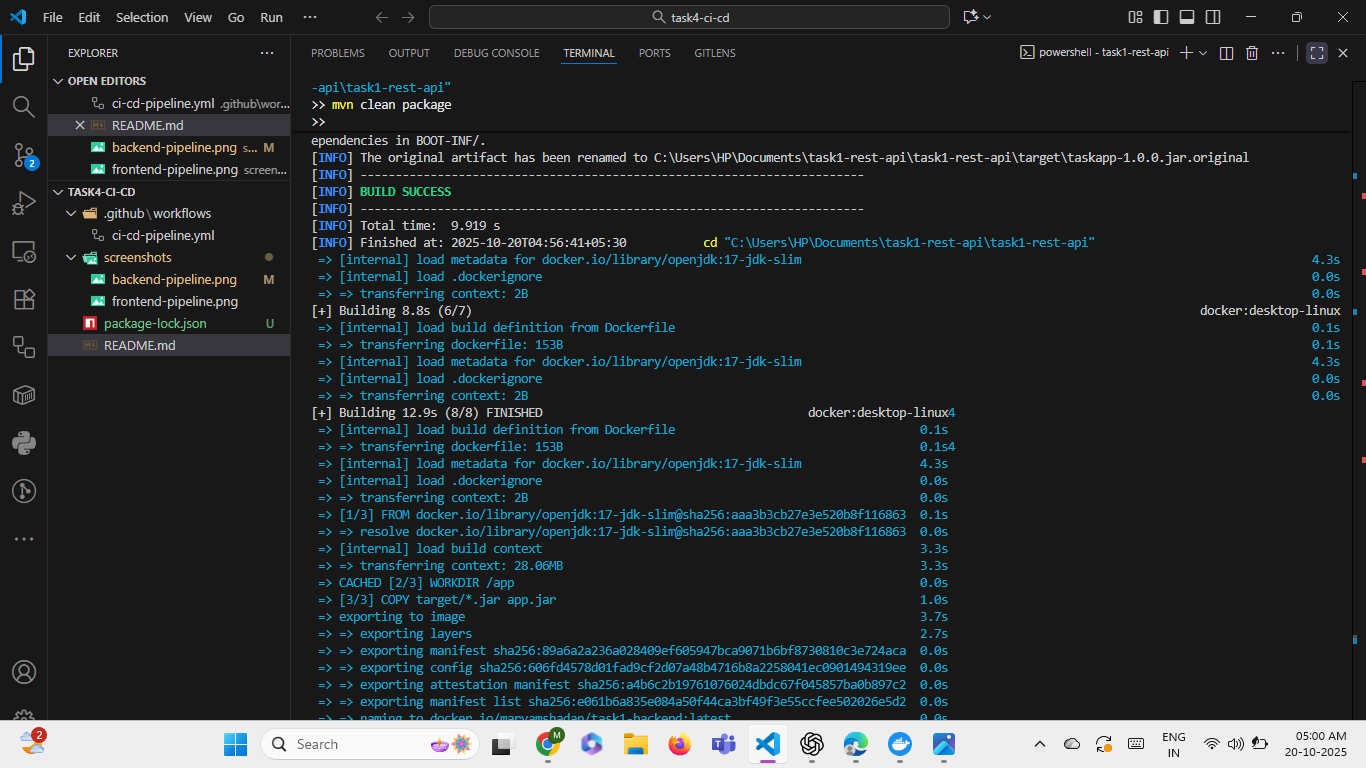 File Edit Selection View Go Run ··· task4-ci-cd
EXPLORER
OPEN EDITORS
ci-cd-pipeline.yml .github\wor...
README.md
backend-pipeline.png s... M
frontend-pipeline.png screen...
TASK4-CI-CD
.github\workflows
ci-cd-pipeline.yml
screenshots
backend-pipeline.png M
frontend-pipeline.png
package-lock.json U
README.md
2
PROBLEMS OUTPUT DEBUG CONSOLE TERMINAL PORTS GITLENS powershell - task1-rest-api
-api\task1-rest-api"
>> mvn clean package
>>
ependencies in BOOT-INF/.
[INFO] The original artifact has been renamed to C:\Users\HP\Documents\task1-rest-api\task1-rest-api\target\taskapp-1.0.0.jar.original
[INFO] ------------------------------------------------------------------------
[INFO] BUILD SUCCESS
[INFO] ------------------------------------------------------------------------
[INFO] Total time:  9.919 s
[INFO] Finished at: 2025-10-20T04:56:41+05:30 cd "C:\Users\HP\Documents\task1-rest-api\task1-rest-api"
=> [internal] load metadata for docker.io/library/openjdk:17-jdk-slim 4.3s
=> [internal] load .dockerignore 0.0s
=> => transferring context: 2B 0.0s
[+] Building 8.8s (6/7) docker:desktop-linux
=> [internal] load build definition from Dockerfile 0.1s
=> => transferring dockerfile: 153B 0.1s
=> [internal] load metadata for docker.io/library/openjdk:17-jdk-slim 4.3s
=> [internal] load .dockerignore 0.0s
=> => transferring context: 2B 0.0s
[+] Building 12.9s (8/8) FINISHED docker:desktop-linux4
=> [internal] load build definition from Dockerfile 0.1s
=> => transferring dockerfile: 153B 0.1s4
=> [internal] load metadata for docker.io/library/openjdk:17-jdk-slim 4.3s
=> [internal] load .dockerignore 0.0s
=> => transferring context: 2B 0.0s
=> [1/3] FROM docker.io/library/openjdk:17-jdk-slim@sha256:aaa3b3cb27e3e520b8f116863 0.1s
=> => resolve docker.io/library/openjdk:17-jdk-slim@sha256:aaa3b3cb27e3e520b8f116863 0.0s
=> [internal] load build context 3.3s
=> => transferring context: 28.06MB 3.3s
=> CACHED [2/3] WORKDIR /app 0.0s
=> [3/3] COPY target/*.jar app.jar 1.0s
=> exporting to image 3.7s
=> => exporting layers 2.7s
=> => exporting manifest sha256:89a6a2a236a028409ef605947bca9071b6bf8730810c3e724aca 0.0s
=> => exporting config sha256:606fd4578d01fad9cf2d07a48b4716b8a2258041ec0901494319ee 0.0s
=> => exporting attestation manifest sha256:a4b6c2b19761076024dbdc67f045857ba0b897c2 0.0s
=> => exporting manifest list sha256:e061b6a835e084a50f44ca3bf49f3e55ccfee502026e5d2 0.0s
=> => naming to docker.io/maryamshadan/task1-backend:latest 0.0s
2
Search
M
ENG
IN
05:00 AM
20-10-2025